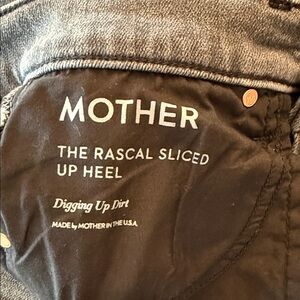 MOTHER
THE RASCAL SLICED
UP HEEL
Digging Up Dirt
MADE by MOTHER IN THE U.S.A.